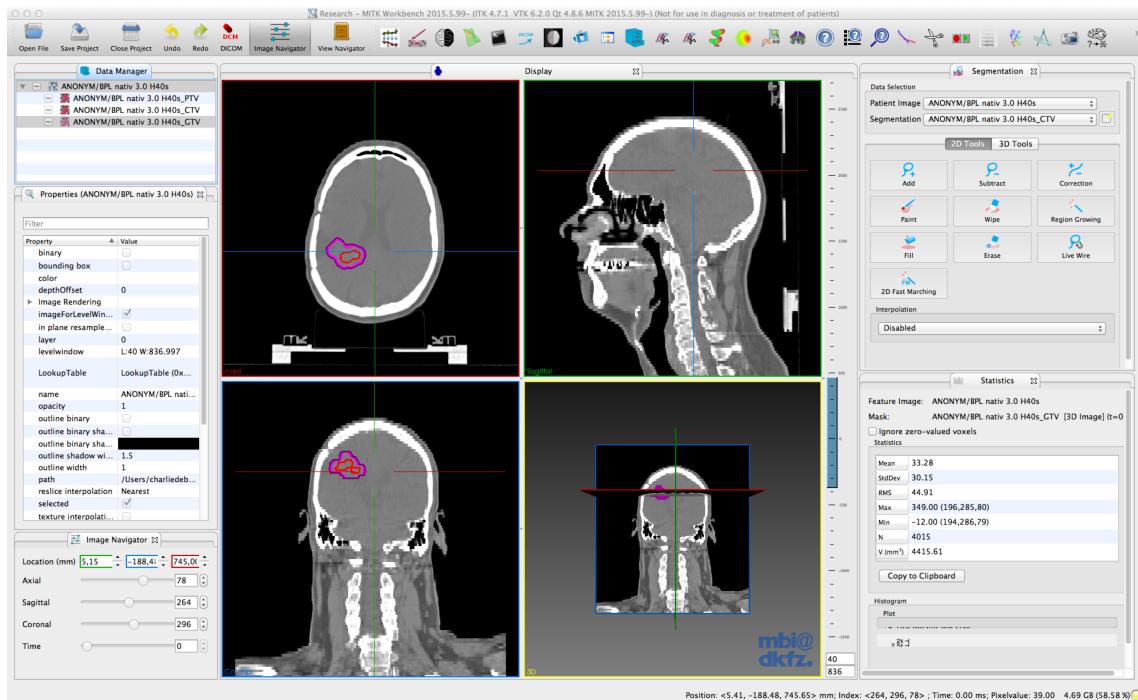 Research - MITK Workbench 2015.5.99- (ITK 4.7.1 VTK 6.2.0 Qt 4.8.6 MITK 2015.5.99-) (Not for use in diagnosis or treatment of patients)
Open File Save Project Close Project Undo Redo DICOM Image Navigator View Navigator
Data Manager
ANONYM/BPL nativ 3.0 H40s
ANONYM/BPL nativ 3.0 H40s_PTV
ANONYM/BPL nativ 3.0 H40s_CTV
ANONYM/BPL nativ 3.0 H40s_GTV
Properties (ANONYM/BPL nativ 3.0 H40s)
Filter
Property Value
binary
bounding box
color
depthOffset 0
Image Rendering
imageForLevelWin...
in plane resample...
layer 0
levelwindow L:40 W:836.997
LookupTable LookupTable (0x...
name ANONYM/BPL nati...
opacity 1
outline binary
outline binary sha...
outline binary sha...
outline shadow wi... 1.5
outline width 1
path /Users/charliedeb...
reslice interpolation Nearest
selected
texture interpolati...
Image Navigator
Location (mm) 5,15 -188,4 745,0
Axial 78
Sagittal 264
Coronal 296
Time 0
Display
Axial
Sagittal
3D
mbi@
dkfz.
40
836
Segmentation
Data Selection
Patient Image ANONYM/BPL nativ 3.0 H40s
Segmentation ANONYM/BPL nativ 3.0 H40s_CTV
2D Tools 3D Tools
Add Subtract Correction
Paint Wipe Region Growing
Fill Erase Live Wire
2D Fast Marching
Interpolation
Disabled
Statistics
Feature Image: ANONYM/BPL nativ 3.0 H40s
Mask: ANONYM/BPL nativ 3.0 H40s_GTV [3D Image] (t=0
Ignore zero-valued voxels
Statistics
Mean 33.28
StdDev 30.15
RMS 44.91
Max 349.00 (196,285,80)
Min -12.00 (194,286,79)
N 4015
V (mm³) 4415.61
Copy to Clipboard
Histogram
Plot
Position: <5.41, -188.48, 745.65> mm; Index: <264, 296, 78> ; Time: 0.00 ms; Pixelvalue: 39.00 4.69 GB (58.58 %)